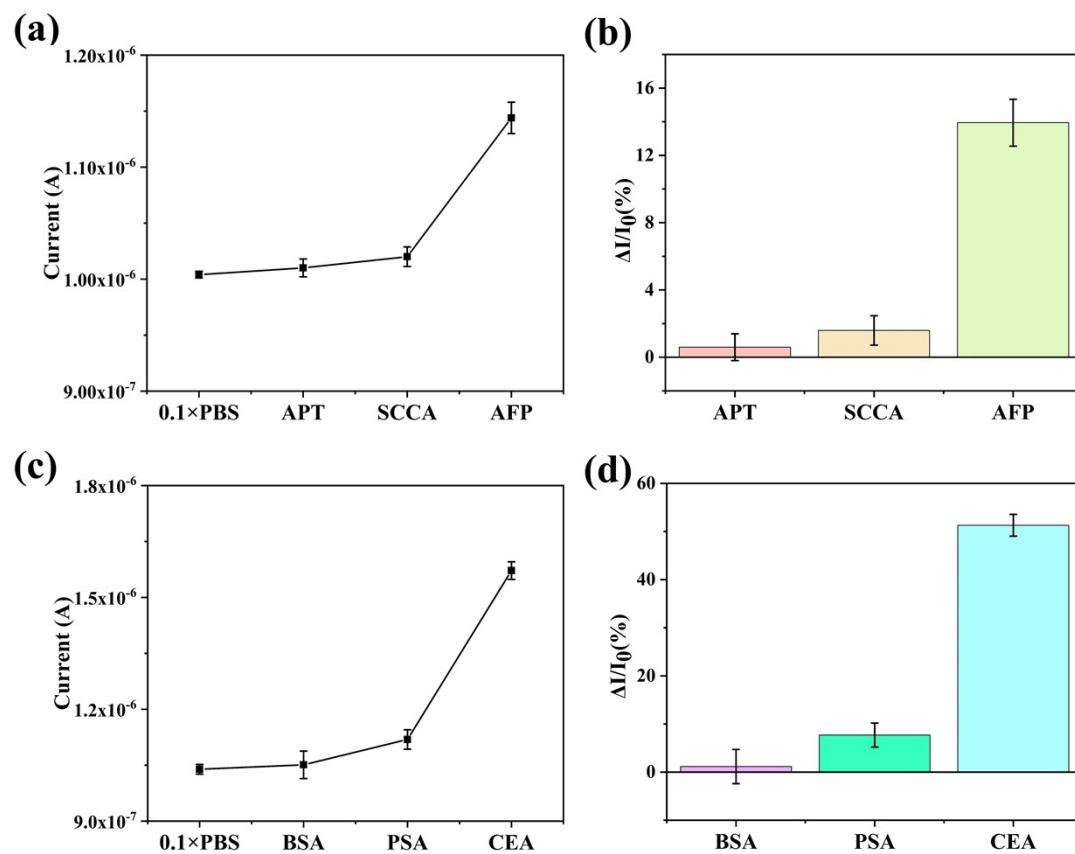 (a)
1.20x10⁻⁶
1.10x10⁻⁶
1.00x10⁻⁶
9.00x10⁻⁷
Current (A)
0.1×PBS APT SCCA AFP
(b)
16
12
8
4
0
ΔI/I₀(%)
APT SCCA AFP
(c)
1.8x10⁻⁶
1.5x10⁻⁶
1.2x10⁻⁶
9.0x10⁻⁷
Current (A)
0.1×PBS BSA PSA CEA
(d)
60
40
20
0
ΔI/I₀(%)
BSA PSA CEA